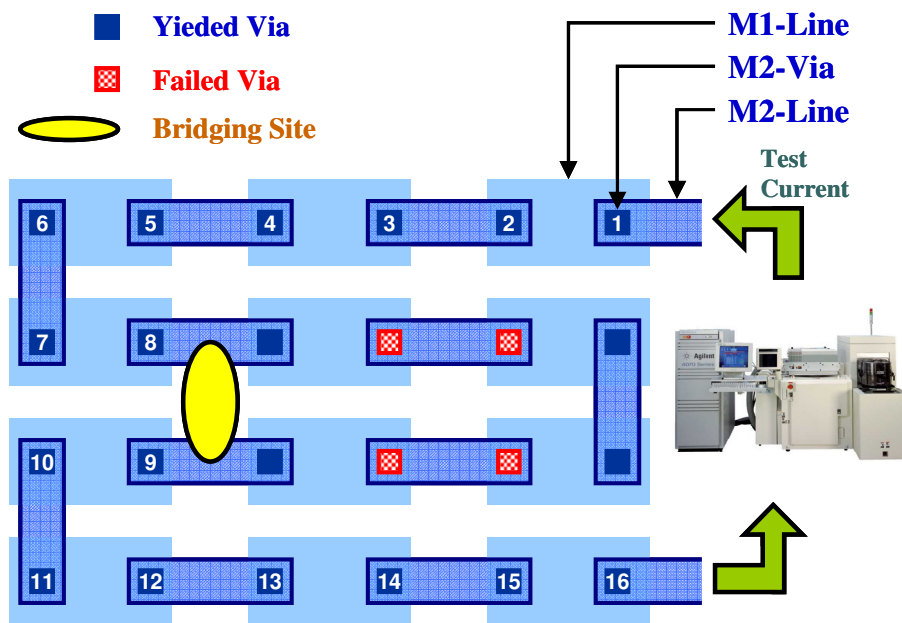 Yieded Via
Failed Via
Bridging Site
M1-Line
M2-Via
M2-Line
Test
Current
6 5 4 3 2 1
7 8
Agilent
10 9
11 12 13 14 15 16